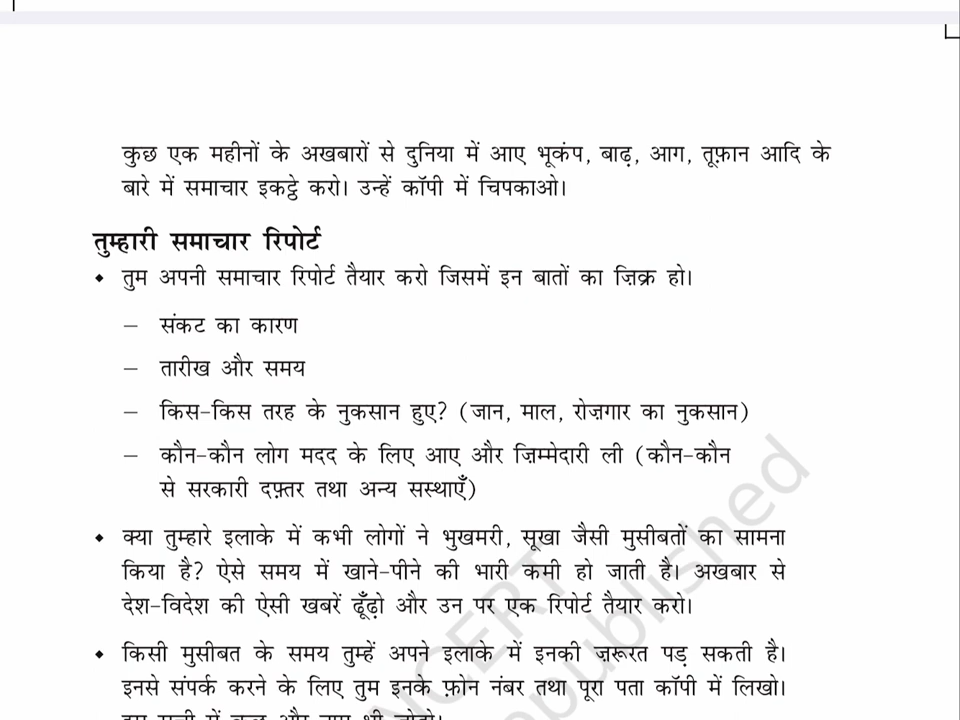 कुछ एक महीनों के अखबारों से दुनिया में आए भूकंप, बाढ़, आग, तूफ़ान आदि के
बारे में समाचार इकट्ठे करो। उन्हें कॉपी में चिपकाओ।
तुम्हारी समाचार रिपोर्ट
• तुम अपनी समाचार रिपोर्ट तैयार करो जिसमें इन बातों का ज़िक्र हो।
– संकट का कारण
– तारीख और समय
– किस-किस तरह के नुकसान हुए? (जान, माल, रोज़गार का नुकसान)
– कौन-कौन लोग मदद के लिए आए और ज़िम्मेदारी ली (कौन-कौन
से सरकारी दफ़्तर तथा अन्य सस्थाएँ)
• क्या तुम्हारे इलाके में कभी लोगों ने भुखमरी, सूखा जैसी मुसीबतों का सामना
किया है? ऐसे समय में खाने-पीने की भारी कमी हो जाती है। अखबार से
देश-विदेश की ऐसी खबरें ढूँढ़ो और उन पर एक रिपोर्ट तैयार करो।
• किसी मुसीबत के समय तुम्हें अपने इलाके में इनकी ज़रूरत पड़ सकती है।
इनसे संपर्क करने के लिए तुम इनके फ़ोन नंबर तथा पूरा पता कॉपी में लिखो।
NCERT
published